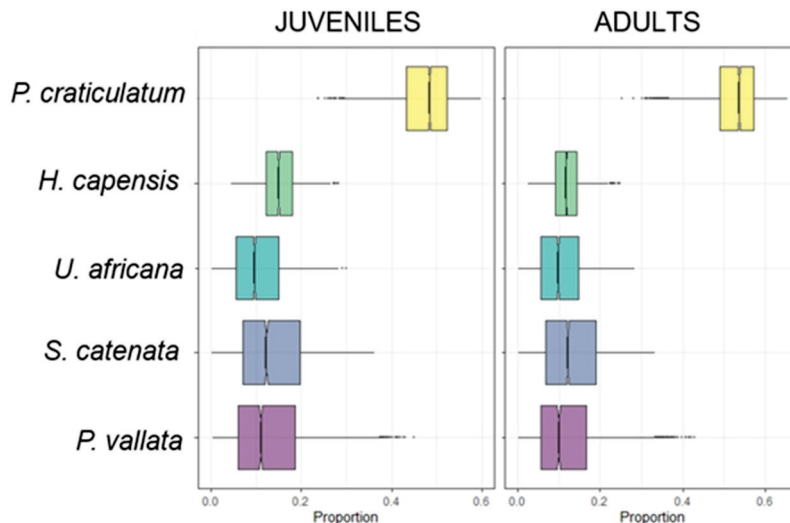 JUVENILES
ADULTS
P. craticulatum
H. capensis
U. africana
S. catenata
P. vallata
0.0 0.2 0.4 0.6
0.0 0.2 0.4 0.6
Proportion
Proportion